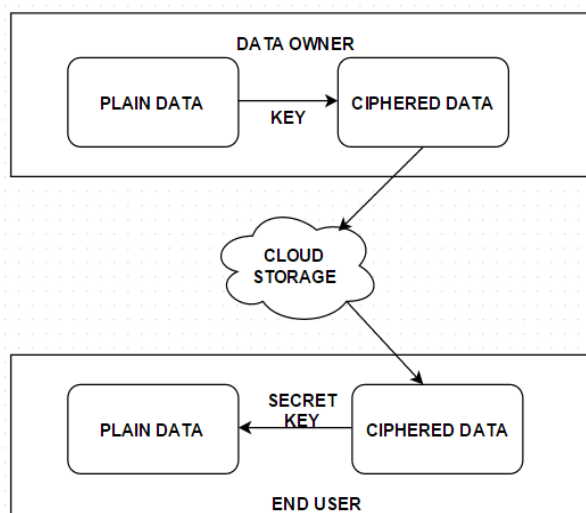 DATA OWNER
PLAIN DATA
KEY
CIPHERED DATA
CLOUD
STORAGE
PLAIN DATA
SECRET
KEY
CIPHERED DATA
END USER